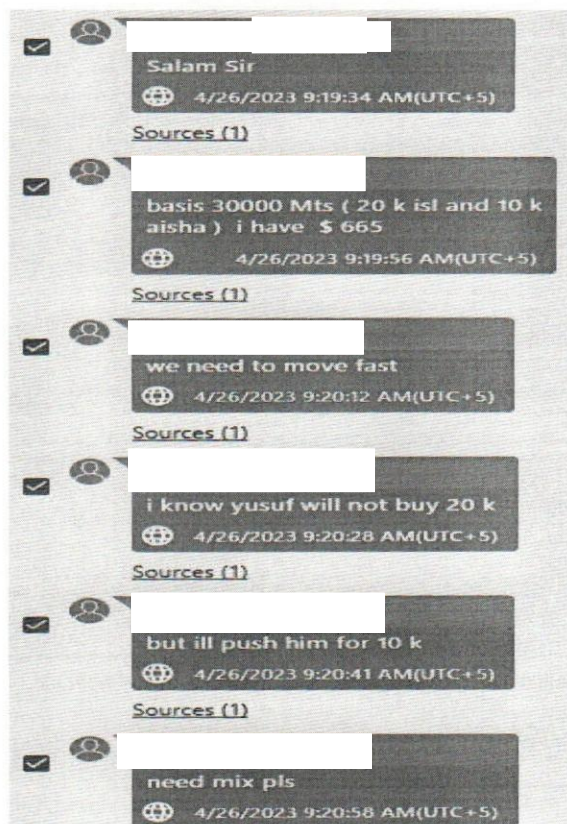 Salam Sir
4/26/2023 9:19:34 AM(UTC+5)
Sources (1)
basis 30000 Mts ( 20 k isl and 10 k
aisha ) i have $ 665
4/26/2023 9:19:56 AM(UTC+5)
Sources (1)
we need to move fast
4/26/2023 9:20:12 AM(UTC+5)
Sources (1)
i know yusuf will not buy 20 k
4/26/2023 9:20:28 AM(UTC+5)
Sources (1)
but ill push him for 10 k
4/26/2023 9:20:41 AM(UTC+5)
Sources (1)
need mix pls
4/26/2023 9:20:58 AM(UTC+5)